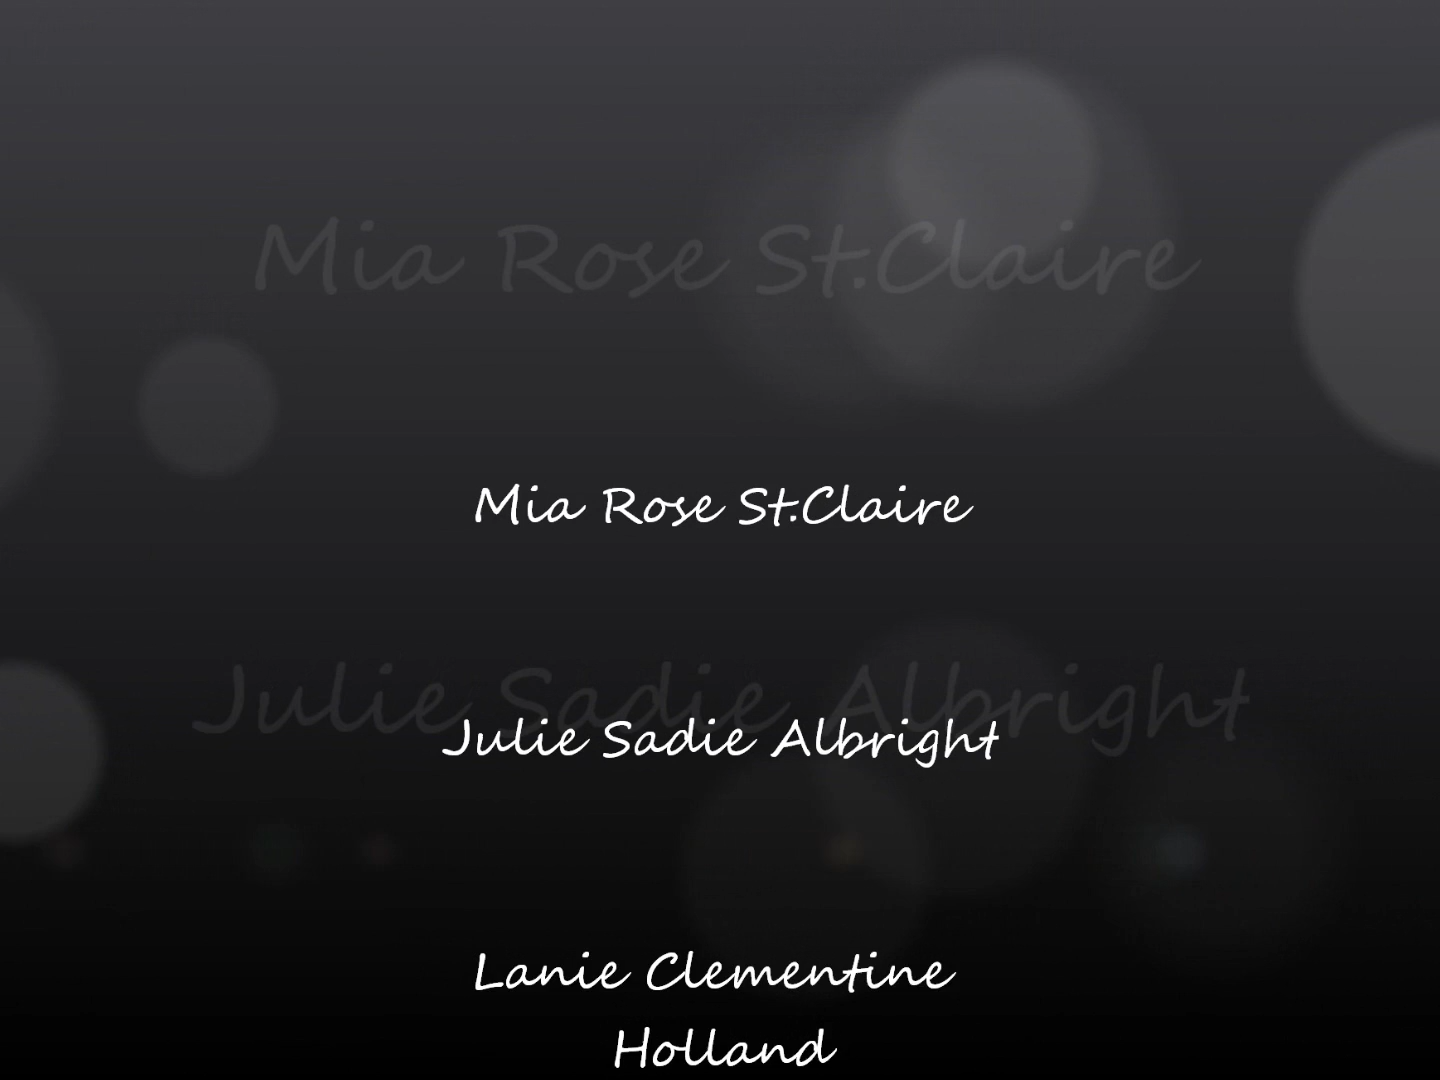 Mia Rose St.Claire
Mia Rose St.Claire
Julie Sadie Albright
Julie Sadie Albright
Lanie Clementine
Holland